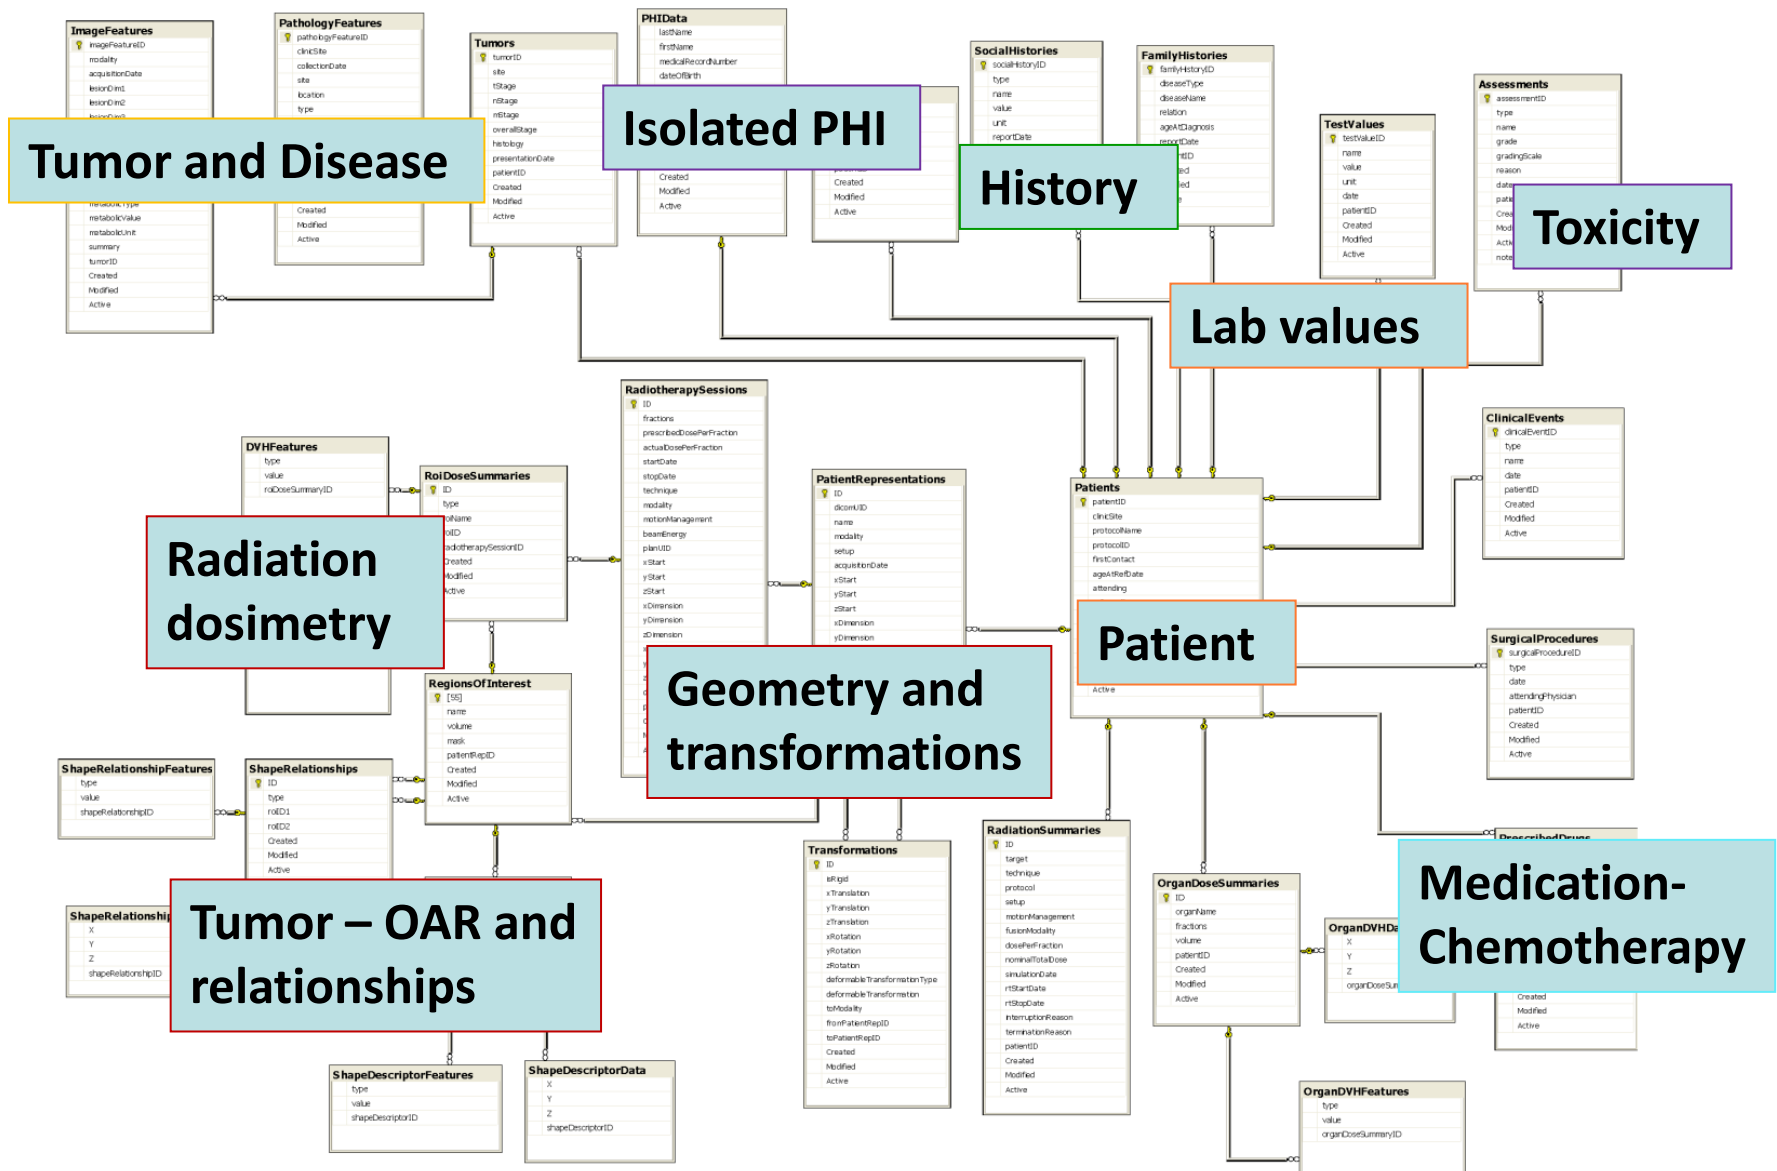 ImageFeatures
imageFeatureID
modality
acquisitionDate
lesionDim1
lesionDim2
metabolicValue
metabolicUnit
summary
tumorID
Created
Modified
Active
PathologyFeatures
pathologyFeatureID
clinicSite
collectionDate
site
location
type
Created
Modified
Active
Tumor and Disease
Tumors
tumorID
site
tStage
nStage
mStage
overallStage
histology
presentationDate
patientID
Created
Modified
Active
PHIData
lastName
firstName
medicalRecordNumber
dateOfBirth
Isolated PHI
Created
Modified
Active
Created
Modified
Active
SocialHistories
socialHistoryID
type
name
value
unit
reportDate
FamilyHistories
familyHistoryID
diseaseType
diseaseName
relation
ageAtDiagnosis
reportDate
History
TestValues
testValueID
name
value
unit
date
patientID
Created
Modified
Active
Assessments
assessmentID
type
name
grade
gradingScale
reason
Toxicity
Lab values
RadiotherapySessions
ID
fractions
prescribedDosePerFraction
actualDosePerFraction
startDate
stopDate
technique
modality
motionManagement
beamEnergy
planUID
xStart
yStart
zStart
xDimension
yDimension
zDimension
DVHFeatures
type
value
roiDoseSummaryID
RoiDoseSummaries
ID
type
Radiation
dosimetry
PatientRepresentations
ID
dicomUID
name
modality
setup
acquisitionDate
xStart
yStart
zStart
xDimension
yDimension
Patients
patientID
clinicSite
protocolName
protocolID
firstContact
ageAtRefDate
attending
Patient
Active
ClinicalEvents
clinicalEventID
type
name
date
patientID
Created
Modified
Active
SurgicalProcedures
surgicalProcedureID
type
date
attendingPhysician
patientID
Created
Modified
Active
Geometry and
transformations
RegionsOfInterest
[SS]
name
volume
mask
patientRepID
Created
Modified
Active
ShapeRelationshipFeatures
type
value
shapeRelationshipID
ShapeRelationships
ID
type
roiID1
roiID2
Created
Modified
Active
ShapeRelationship
X
Y
Z
shapeRelationshipID
Tumor – OAR and
relationships
ShapeDescriptorFeatures
type
value
shapeDescriptorID
ShapeDescriptorData
X
Y
Z
shapeDescriptorID
Transformations
ID
isRigid
xTranslation
yTranslation
zTranslation
xRotation
yRotation
zRotation
deformableTransformationType
deformableTransformation
toModality
fromPatientRepID
toPatientRepID
Created
Modified
Active
RadiationSummaries
ID
target
technique
protocol
setup
motionManagement
fusionModality
dosePerFraction
nominalTotalDose
simulationDate
rtStartDate
rtStopDate
interruptionReason
terminationReason
patientID
Created
Modified
Active
OrganDoseSummaries
ID
organName
fractions
volume
patientID
Created
Modified
Active
OrganDVHDa
X
Y
Z
organDoseSum
PrescribedDrugs
Medication-
Chemotherapy
Created
Modified
Active
OrganDVHFeatures
type
value
organDoseSummaryID